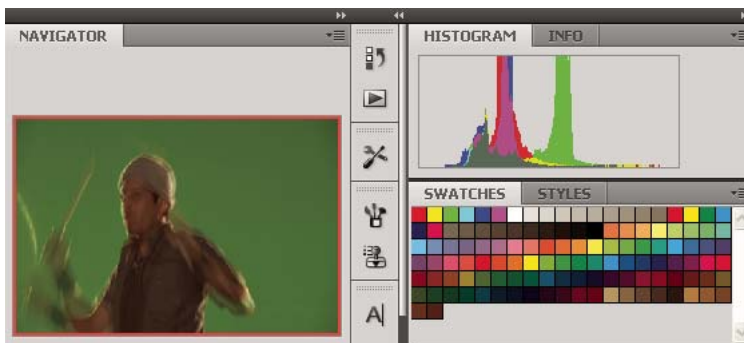 NAVIGATOR
HISTOGRAM
INFO
SWATCHES
STYLES
A